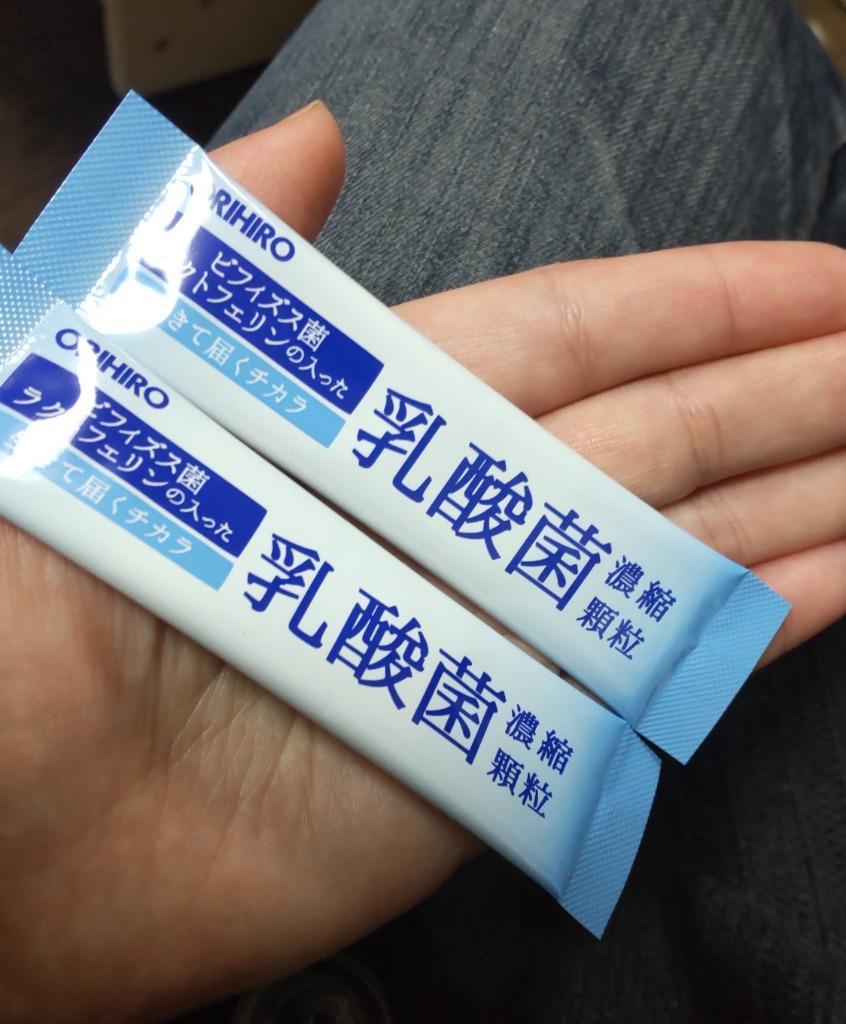 ORIHIRO
ビフィズス菌
クトフェリンの入った
きて届くチカラ
乳酸菌
濃縮
顆粒
ORIHIRO
ビフィズス菌
ラクトフェリンの入った
生きて届くチカラ
乳酸菌
濃縮
顆粒